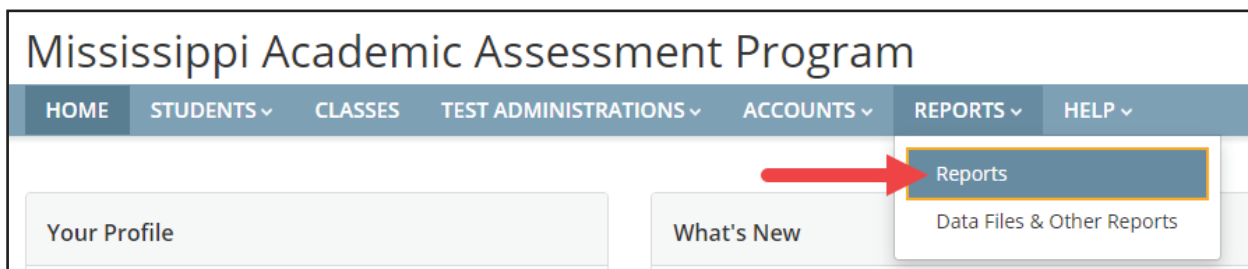 Mississippi Academic Assessment Program
HOME STUDENTS CLASSES TEST ADMINISTRATIONS ACCOUNTS REPORTS HELP
Reports
Data Files & Other Reports
Your Profile
What's New